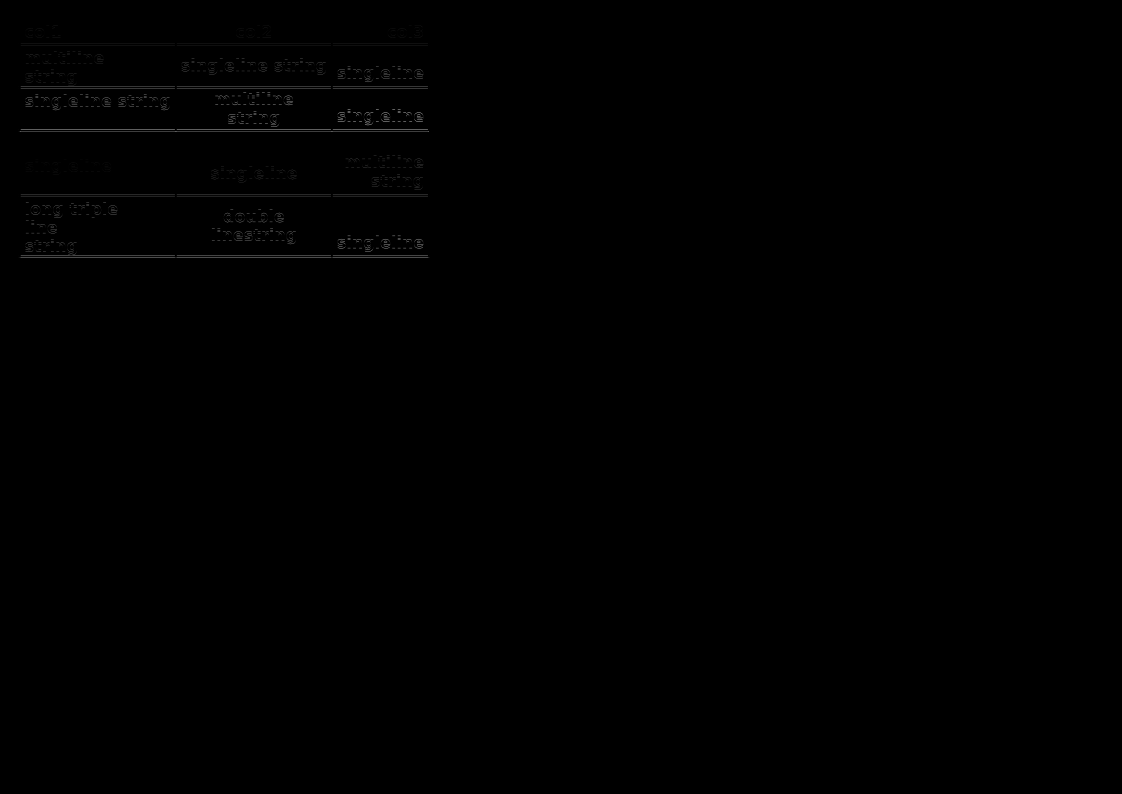 col1 col2 col3
multiline
string
singleline string
singleline
singleline string
multiline
string
singleline
singleline
singleline
multiline
string
long triple
line
string
double
linestring
singleline